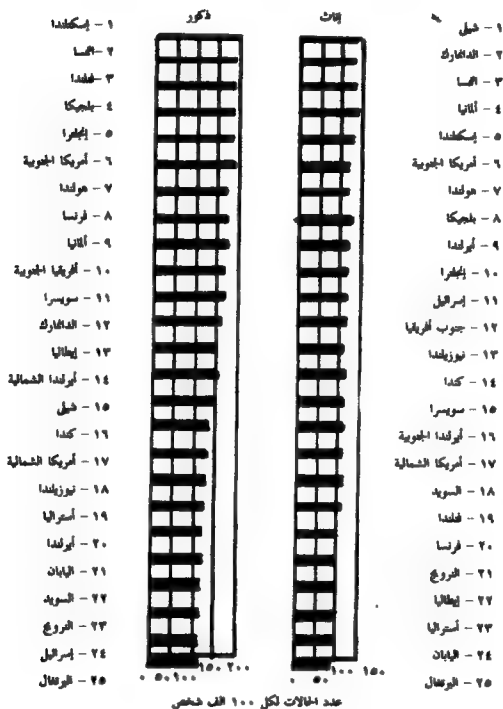 ذكور
١ - إسكتلندا
٢ - النمسا
٣ - فنلندا
٤ - بلجيكا
٥ - إنجلترا
٦ - أمريكا الجنوبية
٧ - هولندا
٨ - فرنسا
٩ - ألمانيا
١٠ - أفريقيا الجنوبية
١١ - سويسرا
١٢ - الدانمارك
١٣ - إيطاليا
١٤ - أيرلندا الشمالية
١٥ - شيلى
١٦ - كندا
١٧ - أمريكا الشمالية
١٨ - نيوزيلندا
١٩ - أستراليا
٢٠ - أيرلندا
٢١ - اليابان
٢٢ - السويد
٢٣ - النرويج
٢٤ - إسرائيل
٢٥ - البرتغال
٠ ٥٠ ١٠٠ ١٥٠ ٢٠٠
إناث
١ - شيلى
٢ - الدانمارك
٣ - النمسا
٤ - ألمانيا
٥ - إسكتلندا
٦ - أمريكا الجنوبية
٧ - هولندا
٨ - بلجيكا
٩ - أيرلندا
١٠ - إنجلترا
١١ - إسرائيل
١٢ - جنوب أفريقيا
١٣ - نيوزيلندا
١٤ - كندا
١٥ - سويسرا
١٦ - أيرلندا الجنوبية
١٧ - أمريكا الشمالية
١٨ - السويد
١٩ - فنلندا
٢٠ - فرنسا
٢١ - النرويج
٢٢ - إيطاليا
٢٣ - أستراليا
٢٤ - اليابان
٢٥ - البرتغال
٠ ٥٠ ١٥٠
عدد الحالات لكل ١٠٠ الف شخص